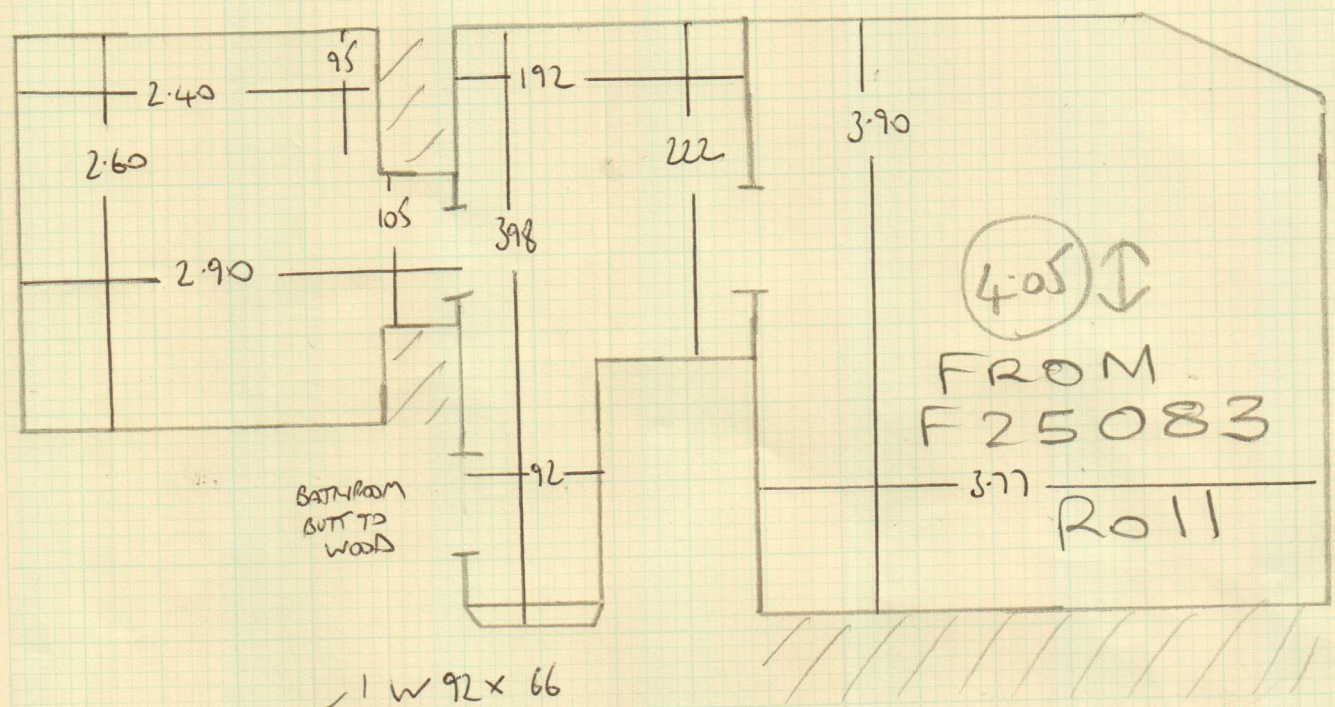 95
2.40
192
3.90
2.60
222
105
398
2.90
4.05
FROM
F25083
3.77
Roll
92
BATHROOM
BUTT TO
WOOD
1 W 92 x 66